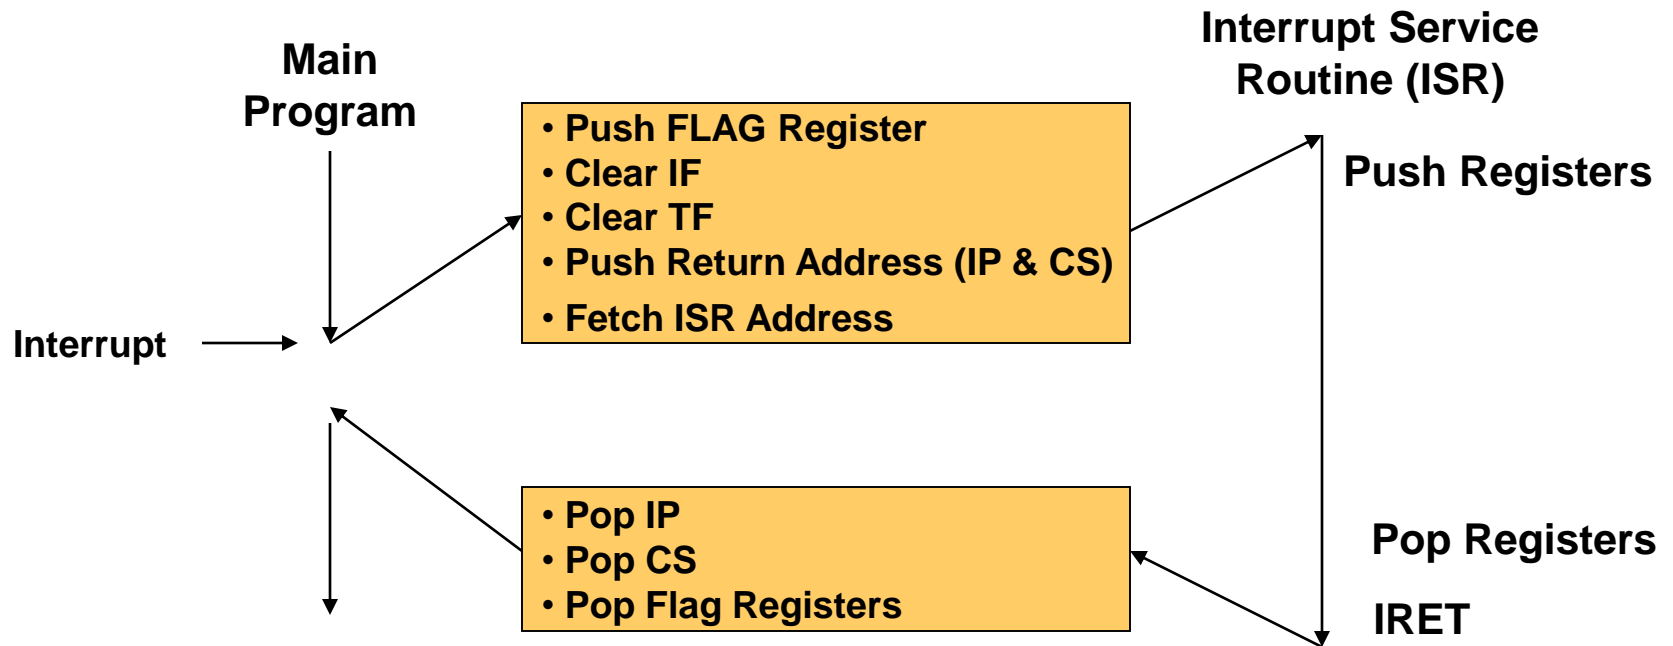 Main
Program
Interrupt Service
Routine (ISR)
• Push FLAG Register
• Clear IF
• Clear TF
• Push Return Address (IP & CS)
• Fetch ISR Address
Push Registers
Interrupt
• Pop IP
• Pop CS
• Pop Flag Registers
Pop Registers
IRET